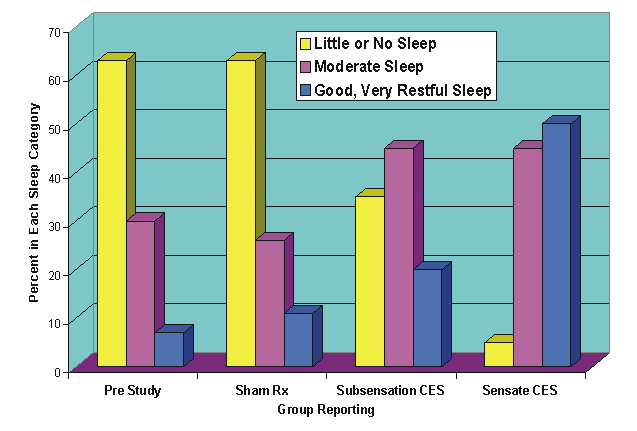 70
60
50
40
30
20
10
0
Percent in Each Sleep Category
Little or No Sleep
Moderate Sleep
Good, Very Restful Sleep
Pre Study
Sham Rx
Subsensation CES
Sensate CES
Group Reporting